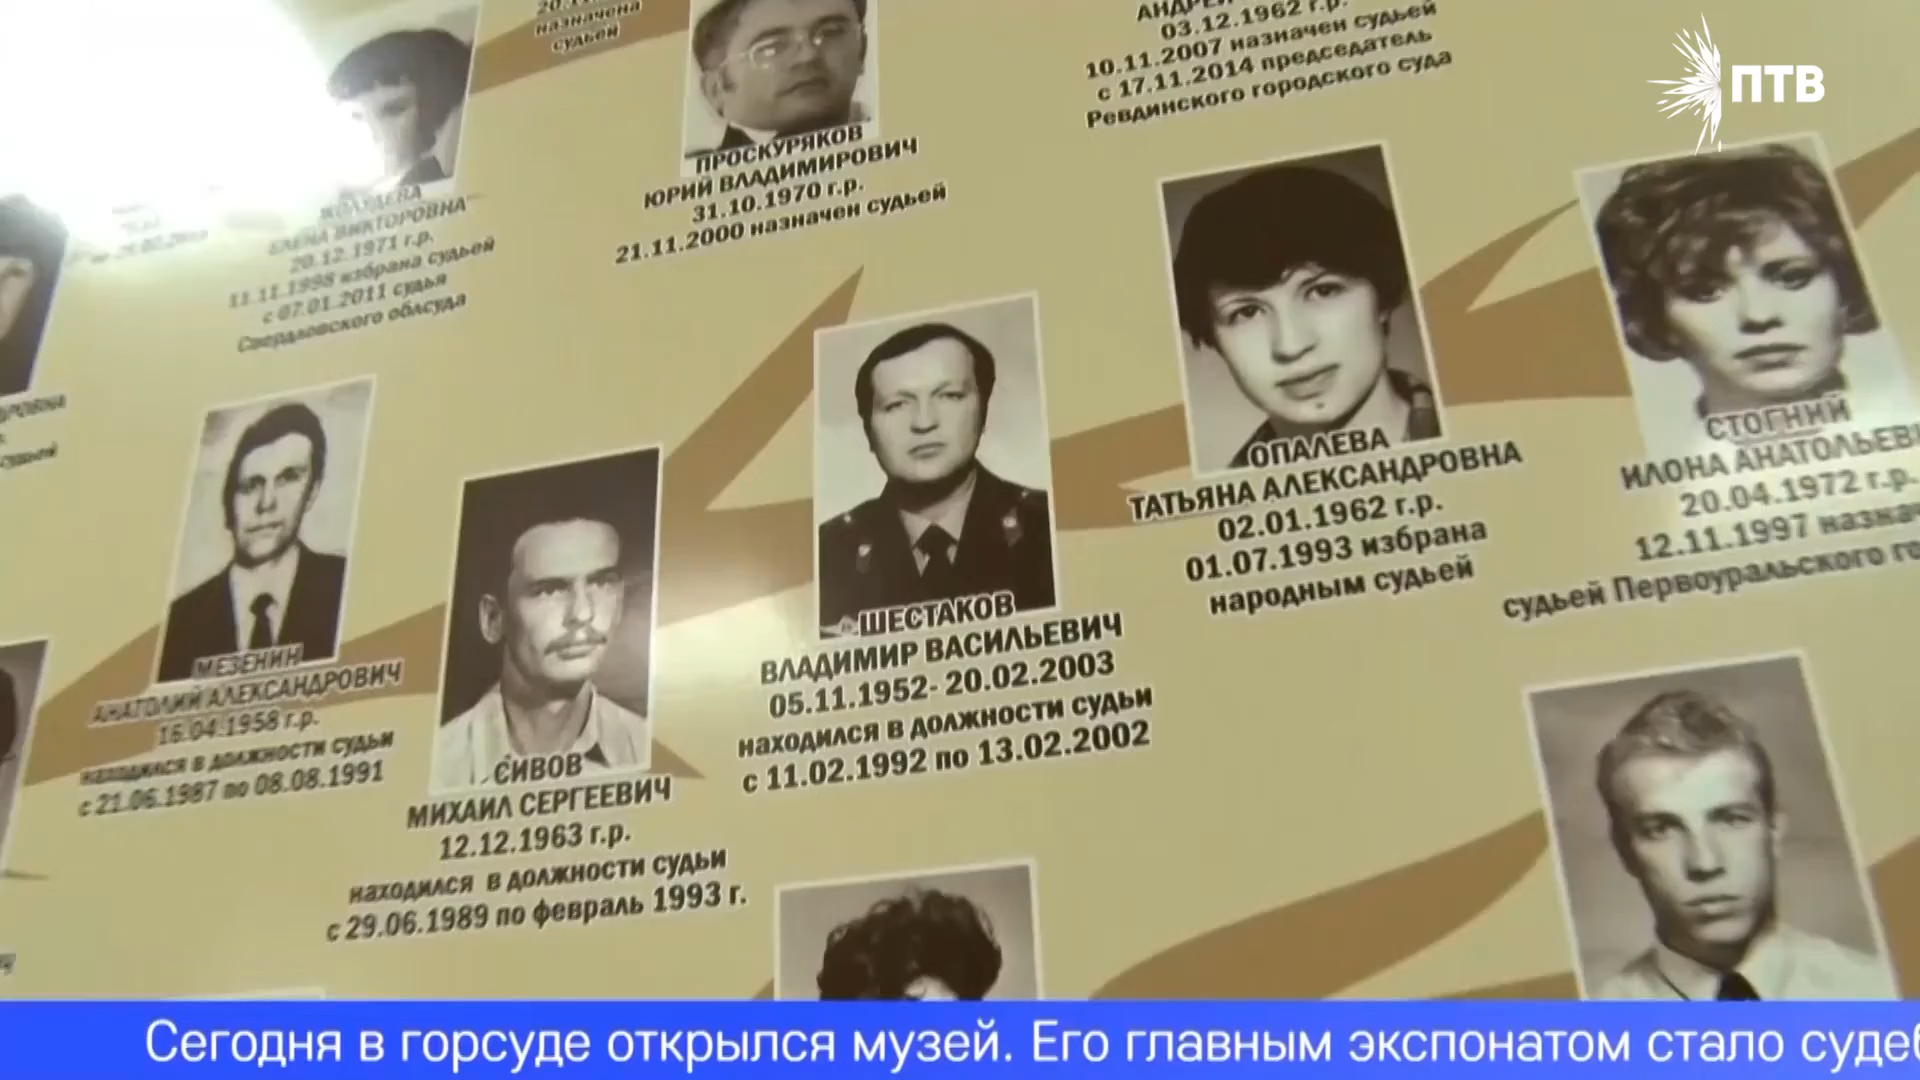 назначена
судьей
ПРОСКУРЯКОВ
ЮРИЙ ВЛАДИМИРОВИЧ
31.10.1970 г.р.
21.11.2000 назначен судьей
03.12.1962 г.р.
10.11.2007 назначен судьей
с 17.11.2014 председатель
Ревдинского городского суда
ПТВ
ЕЛЕНА ВИКТОРОВНА
20.12.1971 г.р.
11.11.1998 избрана судьей
с 07.01.2011 судья
Свердловского облсуда
ОПАЛЕВА
ТАТЬЯНА АЛЕКСАНДРОВНА
02.01.1962 г.р.
01.07.1993 избрана
народным судьей
СТОГНИЙ
ИЛОНА АНАТОЛЬЕВ
20.04.1972 г.р.
12.11.1997 назнач
судьей Первоуральского го
МЕЗЕНИН
АНАТОЛИЙ АЛЕКСАНДРОВИЧ
16.04.1958 г.р.
находился в должности судьи
с 21.06.1987 по 08.08.1991
СИВОВ
МИХАИЛ СЕРГЕЕВИЧ
12.12.1963 г.р.
находился в должности судьи
с 29.06.1989 по февраль 1993 г.
ШЕСТАКОВ
ВЛАДИМИР ВАСИЛЬЕВИЧ
05.11.1952- 20.02.2003
находился в должности судьи
с 11.02.1992 по 13.02.2002
Сегодня в горсуде открылся музей. Его главным экспонатом стало судеб